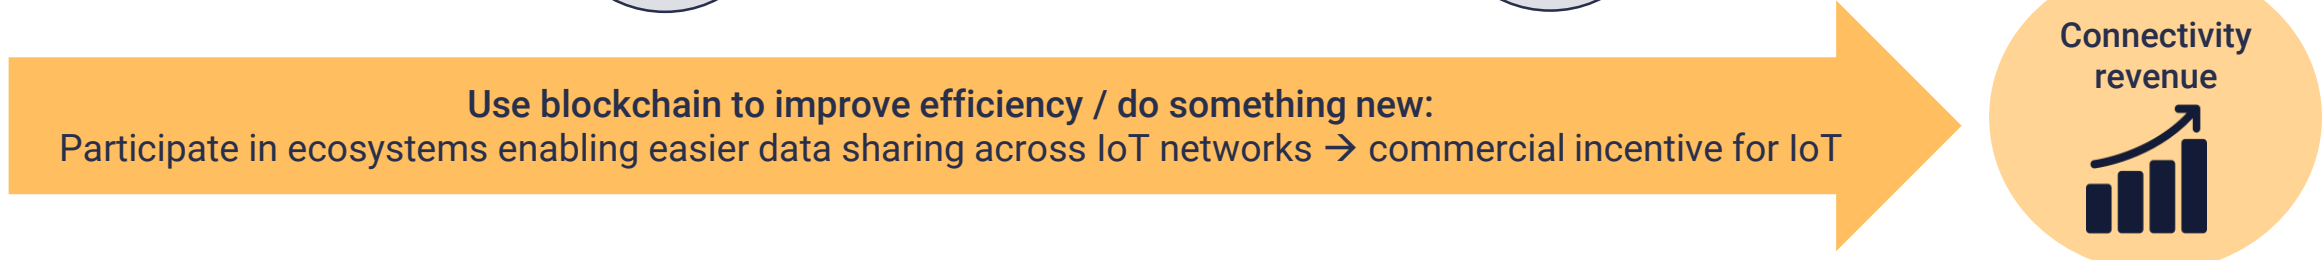 Use blockchain to improve efficiency / do something new:
Participate in ecosystems enabling easier data sharing across IoT networks → commercial incentive for IoT
Connectivity
revenue